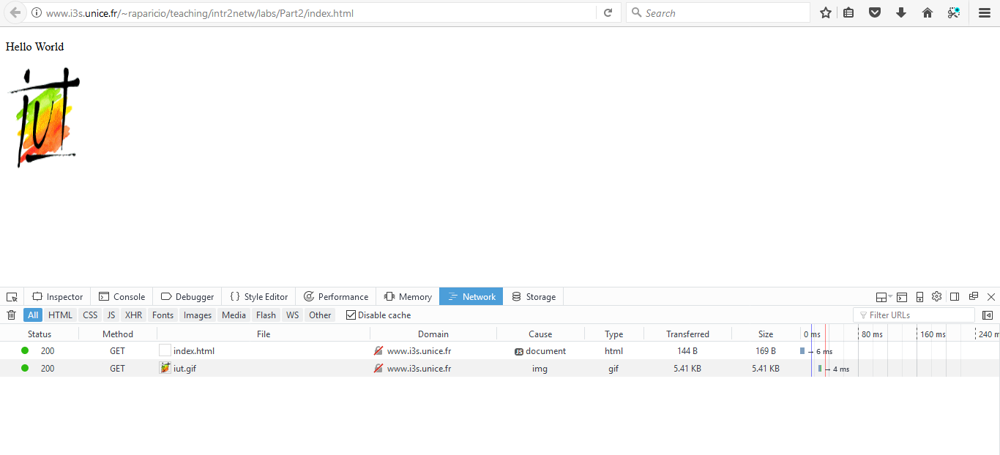 www.i3s.unice.fr/~raparicio/teaching/intr2netw/labs/Part2/index.html Search
Hello World
iut
Inspector Console Debugger Style Editor Performance Memory Network Storage
All HTML CSS JS XHR Fonts Images Media Flash WS Other Disable cache Filter URLs
Status Method File Domain Cause Type Transferred Size 0 ms 80 ms 160 ms 240 m
200 GET index.html www.i3s.unice.fr JS document html 144 B 169 B → 6 ms
200 GET iut.gif www.i3s.unice.fr img gif 5.41 KB 5.41 KB → 4 ms